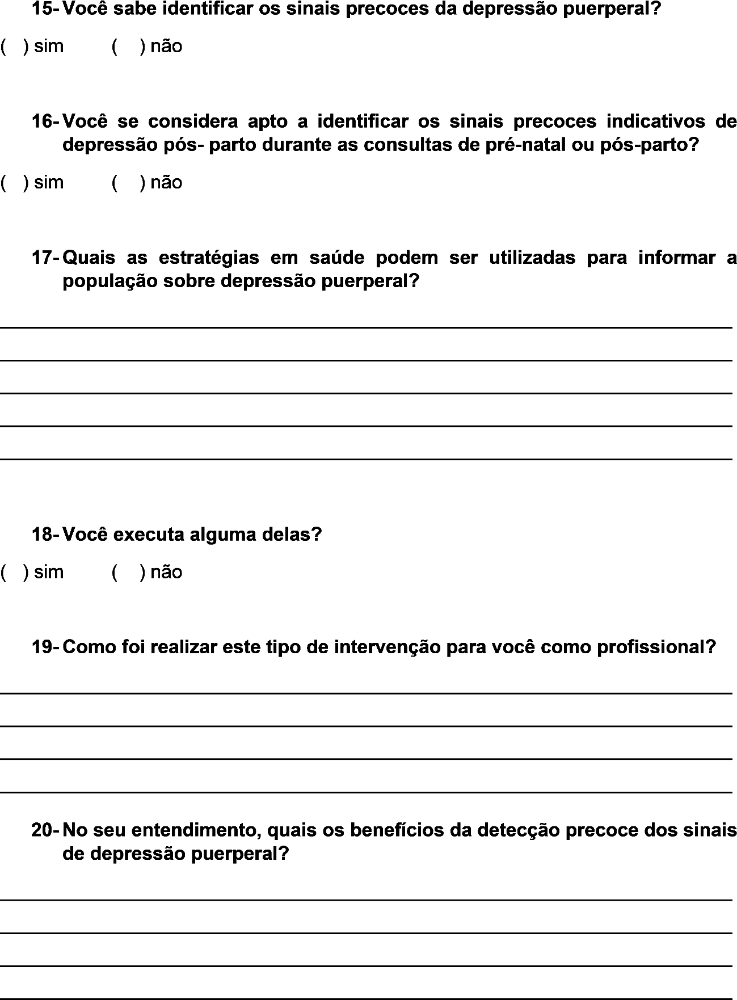 15- Você sabe identificar os sinais precoces da depressão puerperal?
( ) sim ( ) não
16- Você se considera apto a identificar os sinais precoces indicativos de
depressão pós- parto durante as consultas de pré-natal ou pós-parto?
( ) sim ( ) não
17- Quais as estratégias em saúde podem ser utilizadas para informar a
população sobre depressão puerperal?
18- Você executa alguma delas?
( ) sim ( ) não
19- Como foi realizar este tipo de intervenção para você como profissional?
20- No seu entendimento, quais os benefícios da detecção precoce dos sinais
de depressão puerperal?